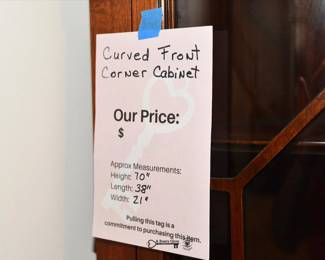 Curved Front
Corner Cabinet
Our Price:
$
Approx Measurements:
Height: 70"
Length: 38"
Width: 21"
Pulling this tag is a
commitment to purchasing this item.